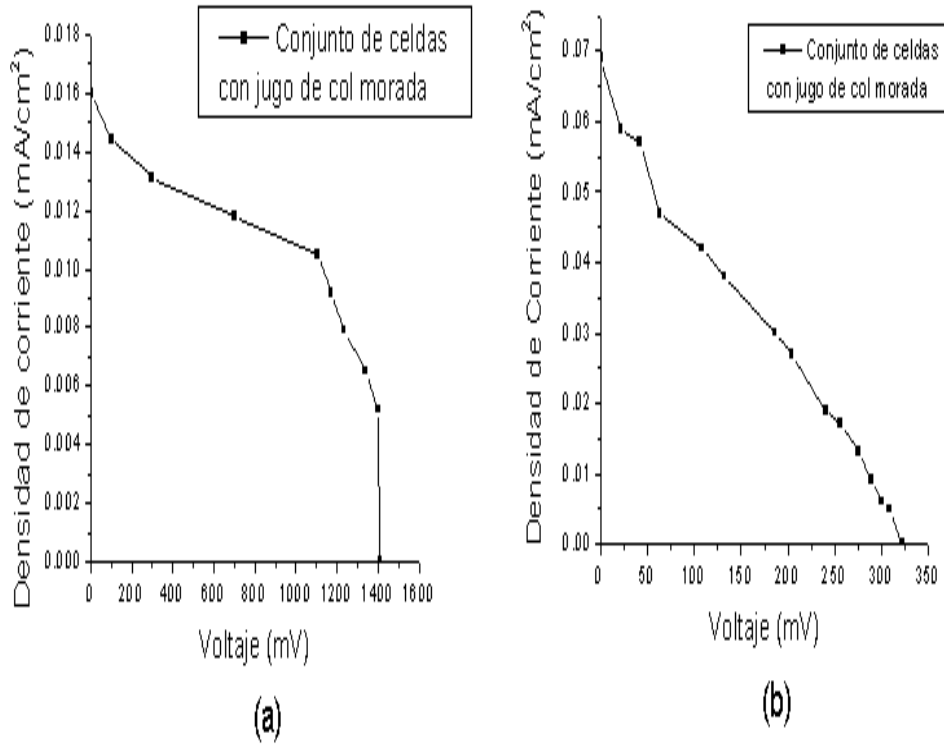 Conjunto de celdas
con jugo de col morada
Densidad de corriente (mA/cm²)
0.018
0.016
0.014
0.012
0.010
0.008
0.006
0.004
0.002
0.000
0 200 400 600 800 1000 1200 1400 1600
Voltaje (mV)
(a)
Conjunto de celdas
con jugo de col morada
Densidad de Corriente (mA/cm²)
0.07
0.06
0.05
0.04
0.03
0.02
0.01
0.00
0 50 100 150 200 250 300 350
Voltaje (mV)
(b)